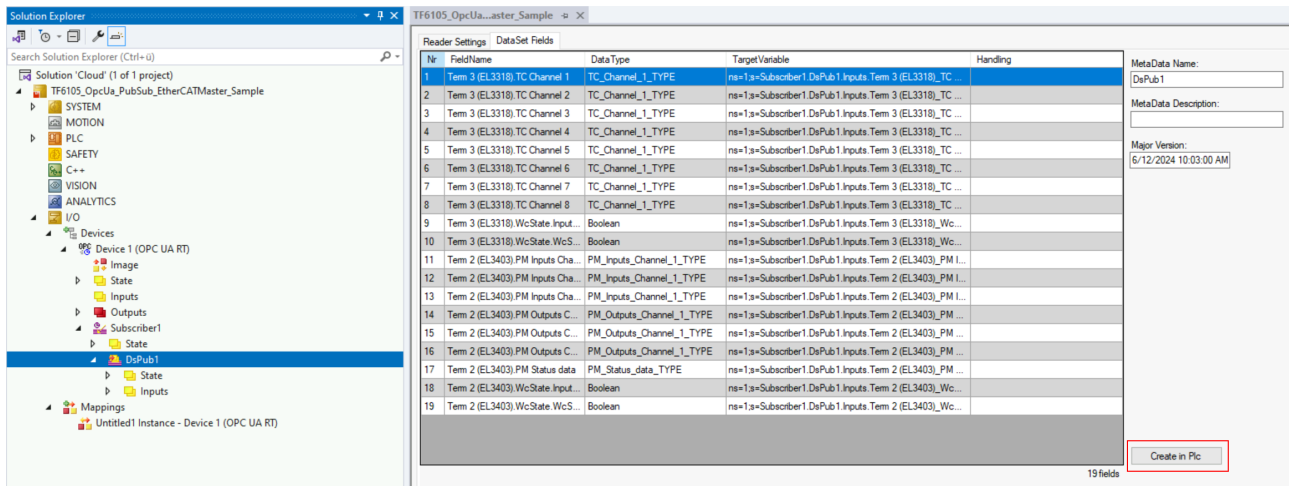 Solution Explorer
Search Solution Explorer (Ctrl+ü)
Solution 'Cloud' (1 of 1 project)
TF6105_OpcUa_PubSub_EtherCATMaster_Sample
SYSTEM
MOTION
PLC
SAFETY
C++
VISION
ANALYTICS
I/O
Devices
Device 1 (OPC UA RT)
Image
State
Inputs
Outputs
Subscriber1
State
DsPub1
State
Inputs
Mappings
Untitled1 Instance - Device 1 (OPC UA RT)
TF6105_OpcUa...aster_Sample
Reader Settings DataSet Fields
Nr FieldName DataType TargetVariable Handling
1 Term 3 (EL3318).TC Channel 1 TC_Channel_1_TYPE ns=1;s=Subscriber1.DsPub1.Inputs.Term 3 (EL3318)_TC ...
2 Term 3 (EL3318).TC Channel 2 TC_Channel_1_TYPE ns=1;s=Subscriber1.DsPub1.Inputs.Term 3 (EL3318)_TC ...
3 Term 3 (EL3318).TC Channel 3 TC_Channel_1_TYPE ns=1;s=Subscriber1.DsPub1.Inputs.Term 3 (EL3318)_TC ...
4 Term 3 (EL3318).TC Channel 4 TC_Channel_1_TYPE ns=1;s=Subscriber1.DsPub1.Inputs.Term 3 (EL3318)_TC ...
5 Term 3 (EL3318).TC Channel 5 TC_Channel_1_TYPE ns=1;s=Subscriber1.DsPub1.Inputs.Term 3 (EL3318)_TC ...
6 Term 3 (EL3318).TC Channel 6 TC_Channel_1_TYPE ns=1;s=Subscriber1.DsPub1.Inputs.Term 3 (EL3318)_TC ...
7 Term 3 (EL3318).TC Channel 7 TC_Channel_1_TYPE ns=1;s=Subscriber1.DsPub1.Inputs.Term 3 (EL3318)_TC ...
8 Term 3 (EL3318).TC Channel 8 TC_Channel_1_TYPE ns=1;s=Subscriber1.DsPub1.Inputs.Term 3 (EL3318)_TC ...
9 Term 3 (EL3318).WcState.Input... Boolean ns=1;s=Subscriber1.DsPub1.Inputs.Term 3 (EL3318)_Wc...
10 Term 3 (EL3318).WcState.WcS... Boolean ns=1;s=Subscriber1.DsPub1.Inputs.Term 3 (EL3318)_Wc...
11 Term 2 (EL3403).PM Inputs Cha... PM_Inputs_Channel_1_TYPE ns=1;s=Subscriber1.DsPub1.Inputs.Term 2 (EL3403)_PM I...
12 Term 2 (EL3403).PM Inputs Cha... PM_Inputs_Channel_1_TYPE ns=1;s=Subscriber1.DsPub1.Inputs.Term 2 (EL3403)_PM I...
13 Term 2 (EL3403).PM Inputs Cha... PM_Inputs_Channel_1_TYPE ns=1;s=Subscriber1.DsPub1.Inputs.Term 2 (EL3403)_PM I...
14 Term 2 (EL3403).PM Outputs C... PM_Outputs_Channel_1_TYPE ns=1;s=Subscriber1.DsPub1.Inputs.Term 2 (EL3403)_PM ...
15 Term 2 (EL3403).PM Outputs C... PM_Outputs_Channel_1_TYPE ns=1;s=Subscriber1.DsPub1.Inputs.Term 2 (EL3403)_PM ...
16 Term 2 (EL3403).PM Outputs C... PM_Outputs_Channel_1_TYPE ns=1;s=Subscriber1.DsPub1.Inputs.Term 2 (EL3403)_PM ...
17 Term 2 (EL3403).PM Status data PM_Status_data_TYPE ns=1;s=Subscriber1.DsPub1.Inputs.Term 2 (EL3403)_PM ...
18 Term 2 (EL3403).WcState.Input... Boolean ns=1;s=Subscriber1.DsPub1.Inputs.Term 2 (EL3403)_Wc...
19 Term 2 (EL3403).WcState.WcS... Boolean ns=1;s=Subscriber1.DsPub1.Inputs.Term 2 (EL3403)_Wc...
19 fields
MetaData Name:
DsPub1
MetaData Description:
Major Version:
6/12/2024 10:03:00 AM
Create in Plc